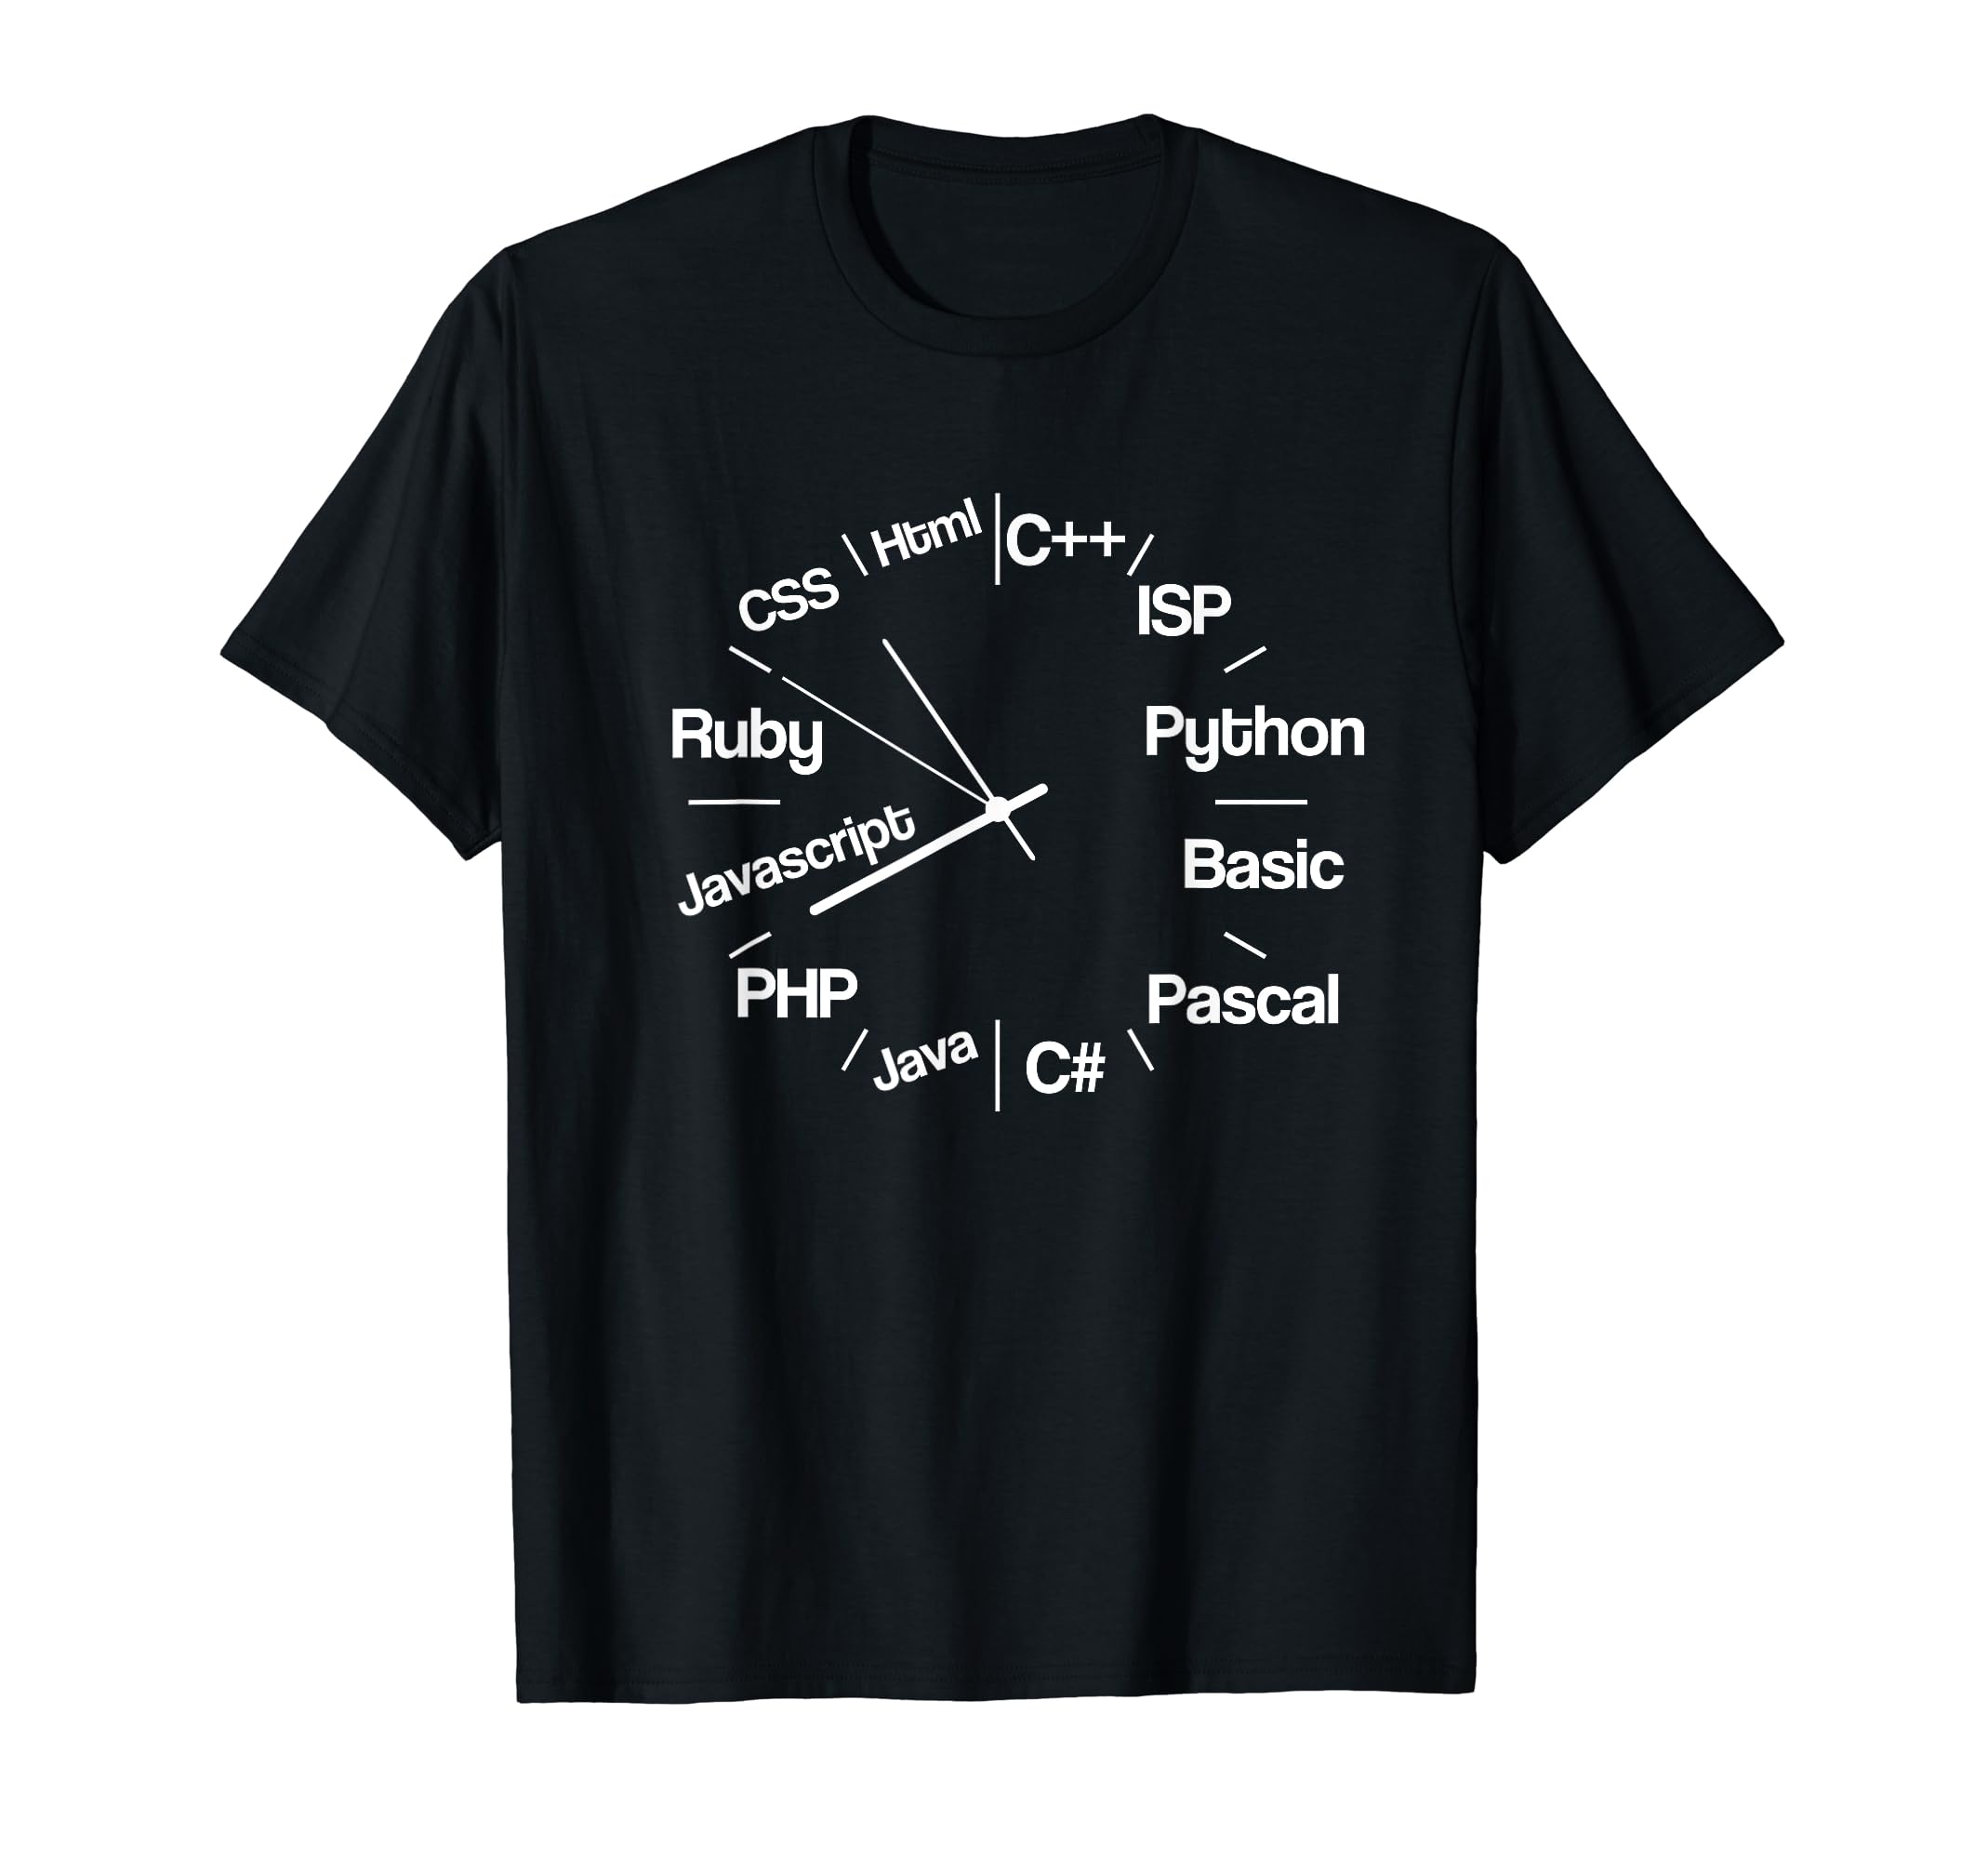 Html
C++
CSS
ISP
Ruby
Python
Javascript
Basic
PHP
Pascal
Java
C#